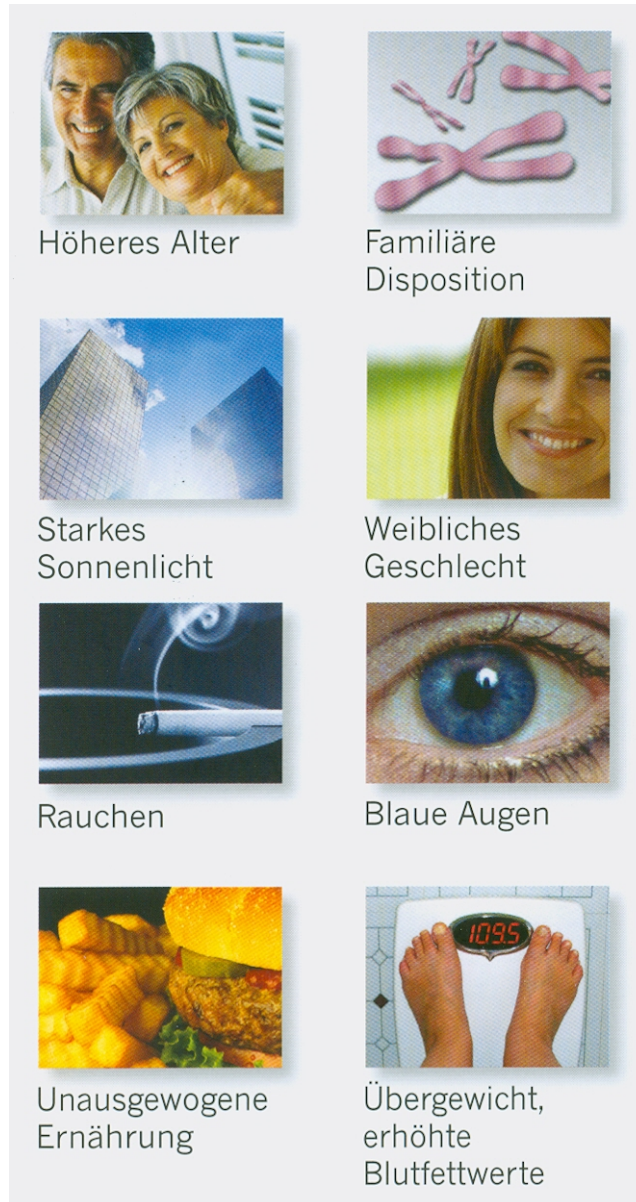 Höheres Alter
Familiäre
Disposition
Starkes
Sonnenlicht
Weibliches
Geschlecht
Rauchen
Blaue Augen
109.5
Unausgewogene
Ernährung
Übergewicht,
erhöhte
Blutfettwerte